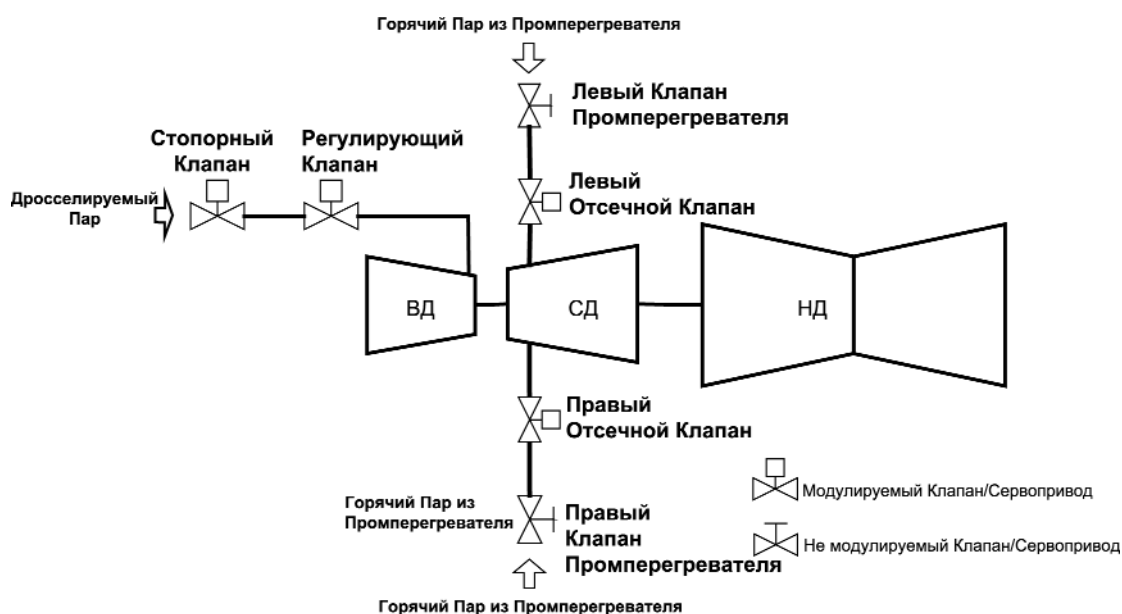 Горячий Пар из Промперегревателя
Левый Клапан
Промперегревателя
Стопорный
Клапан
Регулирующий
Клапан
Левый
Отсечной Клапан
Дросселируемый
Пар
ВД
СД
НД
Правый
Отсечной Клапан
Горячий Пар из
Промперегревателя
Правый
Клапан
Промперегревателя
Модулируемый Клапан/Сервопривод
Не модулируемый Клапан/Сервопривод
Горячий Пар из Промперегревателя